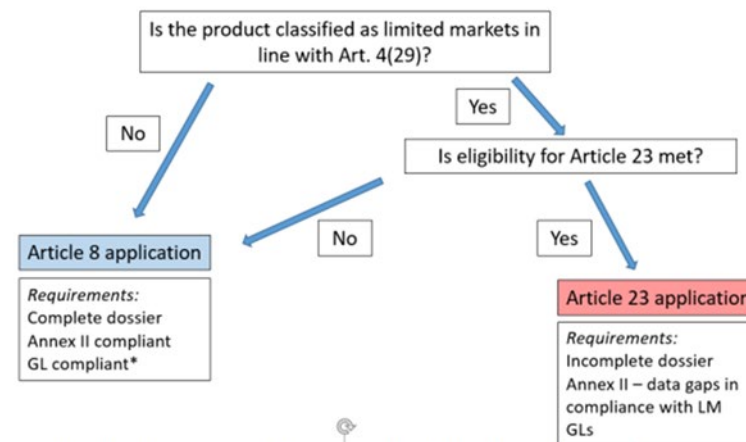 Is the product classified as limited markets in
line with Art. 4(29)?
No
Yes
Is eligibility for Article 23 met?
No
Yes
Article 8 application
Requirements:
Complete dossier
Annex II compliant
GL compliant*
Article 23 application
Requirements:
Incomplete dossier
Annex II – data gaps in
compliance with LM
GLs